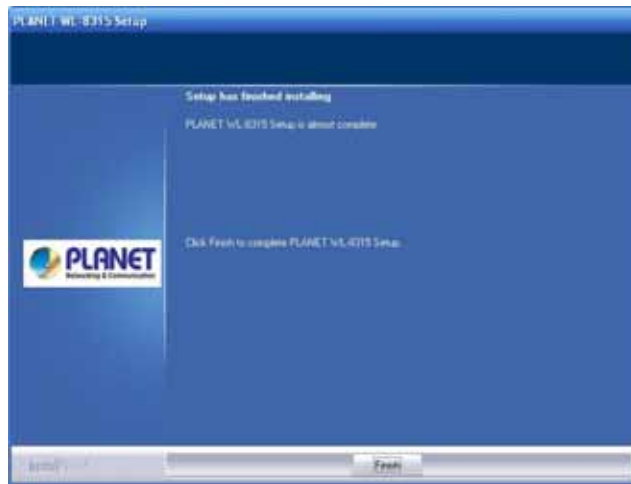 PLANET WL-8315 Setup
Setup has finished installing
PLANET WL-8315 Setup is almost complete
Click Finish to complete PLANET WL-8315 Setup.
PLANET
Networking & Communication
Finish